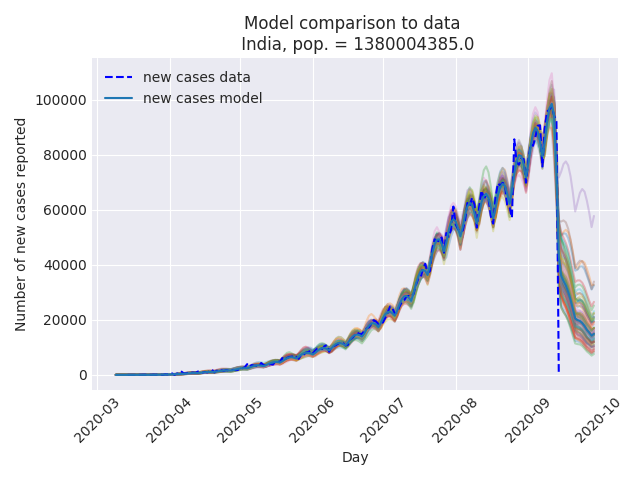 Model comparison to data
India, pop. = 1380004385.0
new cases data
new cases model
Number of new cases reported
100000
80000
60000
40000
20000
0
2020-03
2020-04
2020-05
2020-06
2020-07
2020-08
2020-09
2020-10
Day